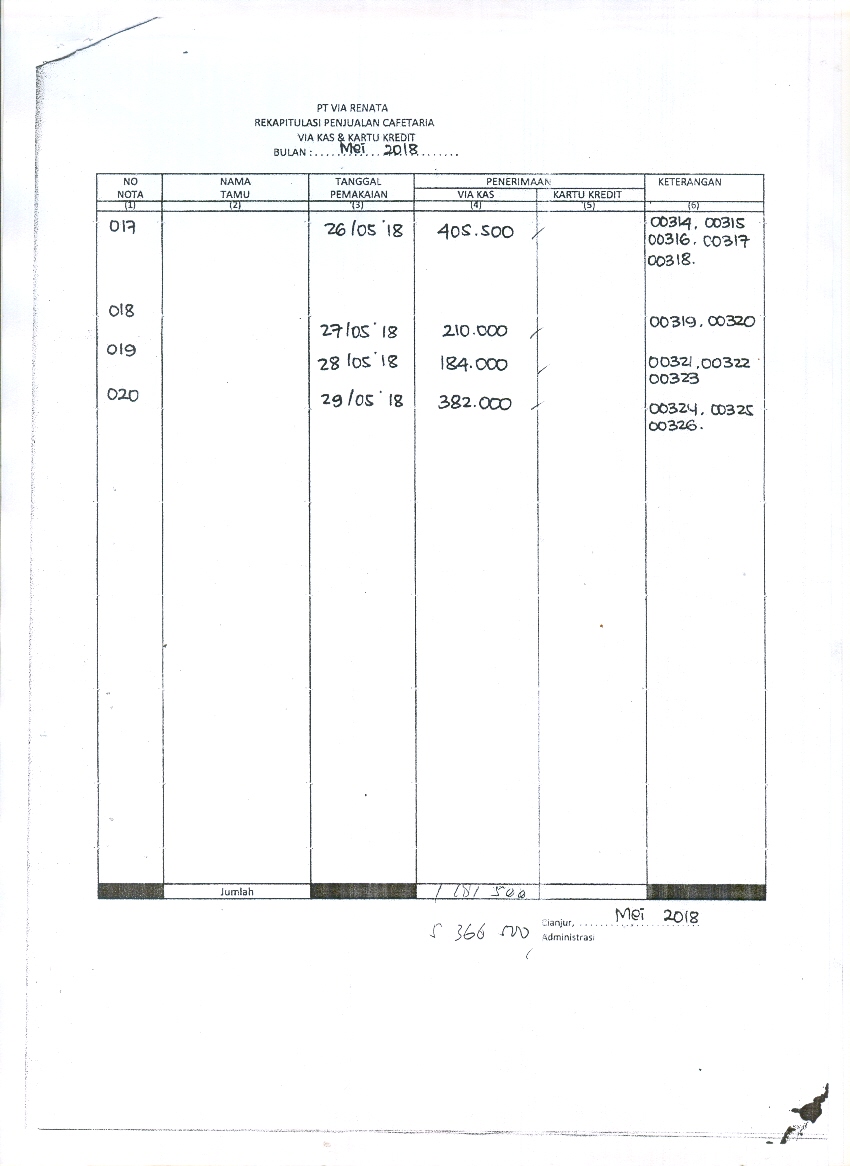 PT VIA RENATA
REKAPITULASI PENJUALAN CAFETARIA
VIA KAS & KARTU KREDIT
BULAN : ..... Mei ... 2018 .......
NO NOTA NAMA TAMU TANGGAL PEMAKAIAN PENERIMAAN VIA KAS KARTU KREDIT KETERANGAN
(1) (2) (3) (4) (5) (6)
017 26/05 '18 405.500 00314, 00315
00316. 00317
00318.
018 27/05 '18 210.000 00319, 00320
019 28/05 '18 184.000 00321, 00322
00323
020 29/05 '18 382.000 00324, 00325
00326.
Jumlah 1 181 500
Cianjur, ..... Mei 2018
5 366 500 Administrasi